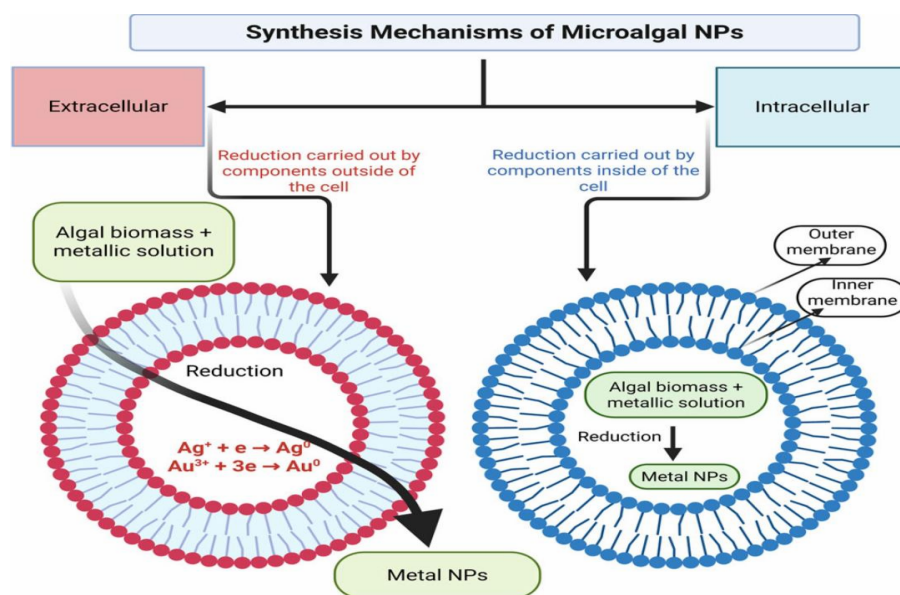 Synthesis Mechanisms of Microalgal NPs
Extracellular
Intracellular
Reduction carried out by
components outside of
the cell
Reduction carried out by
components inside of the
cell
Algal biomass +
metallic solution
Outer
membrane
Inner
membrane
Reduction
Ag⁺ + e → Ag⁰
Au³⁺ + 3e → Au⁰
Algal biomass +
metallic solution
Reduction
Metal NPs
Metal NPs